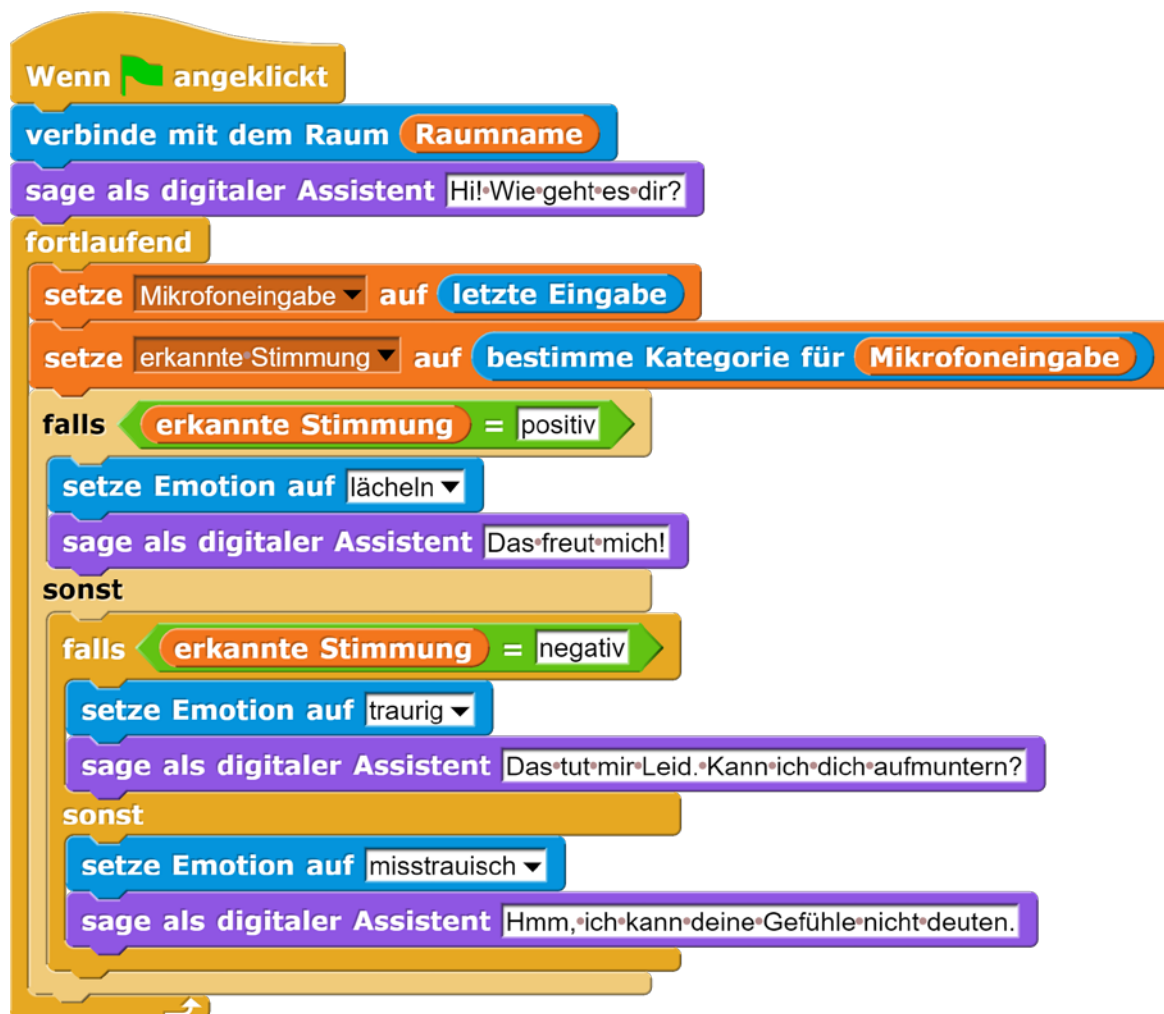 Wenn angeklickt
verbinde mit dem Raum Raumname
sage als digitaler Assistent Hi! Wie geht es dir?
fortlaufend
setze Mikrofoneingabe auf letzte Eingabe
setze erkannte Stimmung auf bestimme Kategorie für Mikrofoneingabe
falls erkannte Stimmung = positiv
setze Emotion auf lächeln
sage als digitaler Assistent Das freut mich!
sonst
falls erkannte Stimmung = negativ
setze Emotion auf traurig
sage als digitaler Assistent Das tut mir Leid. Kann ich dich aufmuntern?
sonst
setze Emotion auf misstrauisch
sage als digitaler Assistent Hmm, ich kann deine Gefühle nicht deuten.